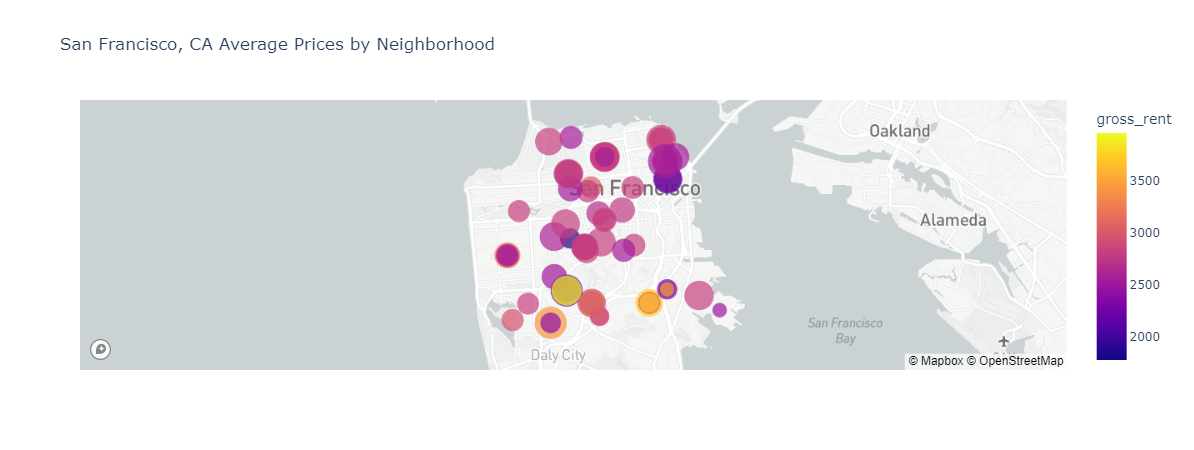 San Francisco, CA Average Prices by Neighborhood
gross_rent
Oakland
3500
San Francisco
Alameda
3000
2500
San Francisco
Bay
2000
Daly City
© Mapbox © OpenStreetMap